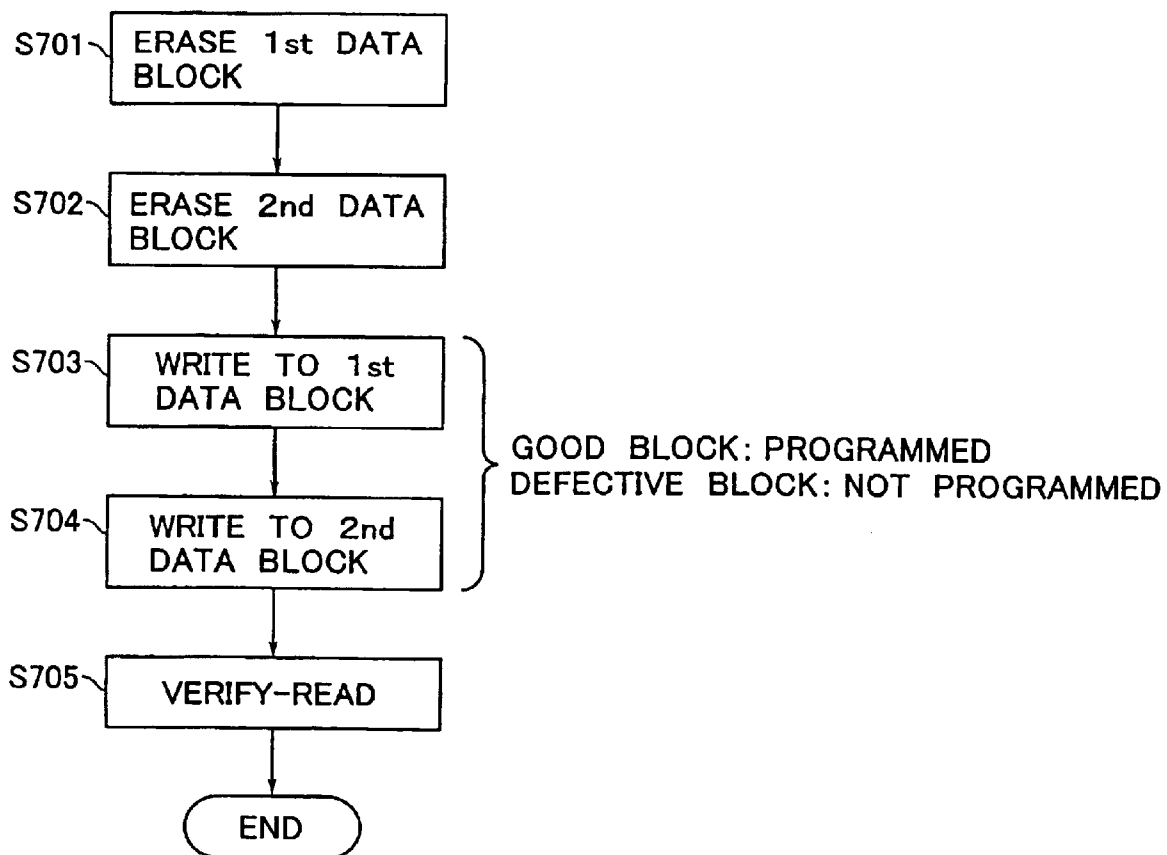 S701
ERASE 1st DATA
BLOCK
S702
ERASE 2nd DATA
BLOCK
S703
WRITE TO 1st
DATA BLOCK
GOOD BLOCK: PROGRAMMED
DEFECTIVE BLOCK: NOT PROGRAMMED
S704
WRITE TO 2nd
DATA BLOCK
S705
VERIFY-READ
END